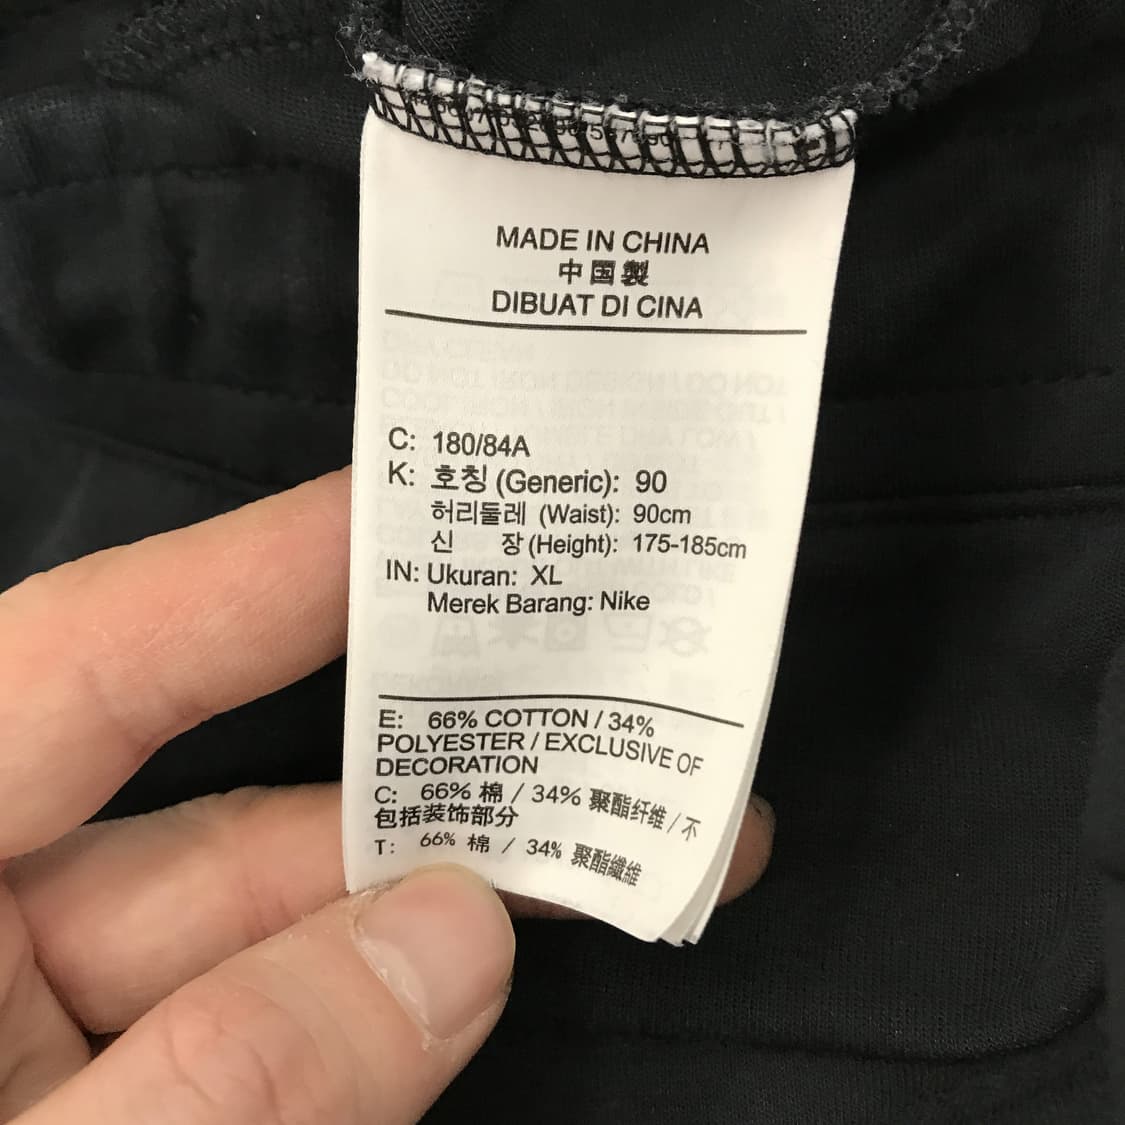 MADE IN CHINA
中国製
DIBUAT DI CINA
C: 180/84A
K: 호칭 (Generic): 90
허리둘레 (Waist): 90cm
신 장 (Height): 175-185cm
IN: Ukuran: XL
Merek Barang: Nike
E: 66% COTTON / 34%
POLYESTER / EXCLUSIVE OF
DECORATION
C: 66% 棉 / 34% 聚酯纤维 / 不
包括装饰部分
T: 66% 棉 / 34% 聚酯纖維